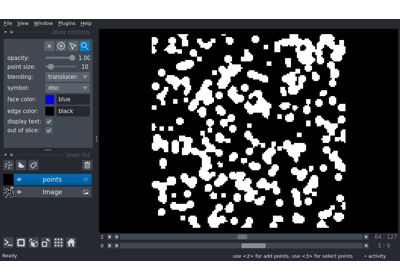 File View Window Plugins Help
layer controls
opacity: 1.00
point size: 10
blending: translucen
symbol: disc
face color: blue
edge color: black
display text:
out of slice:
layer list
points
Image
2 64 127
0 5 9
Ready use <2> for add points, use <3> for select points activity